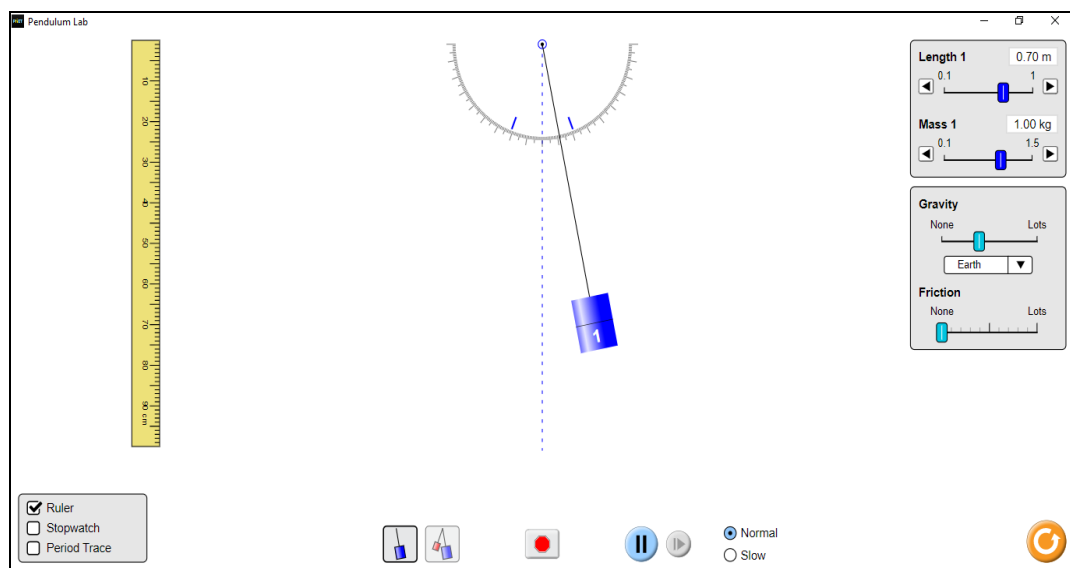 Pendulum Lab
Length 1
0.70 m
0.1
1
Mass 1
1.00 kg
0.1
1.5
Gravity
None
Lots
Earth
Friction
None
Lots
10
20
30
40
50
60
70
80
90 cm
1
Ruler
Stopwatch
Period Trace
Normal
Slow